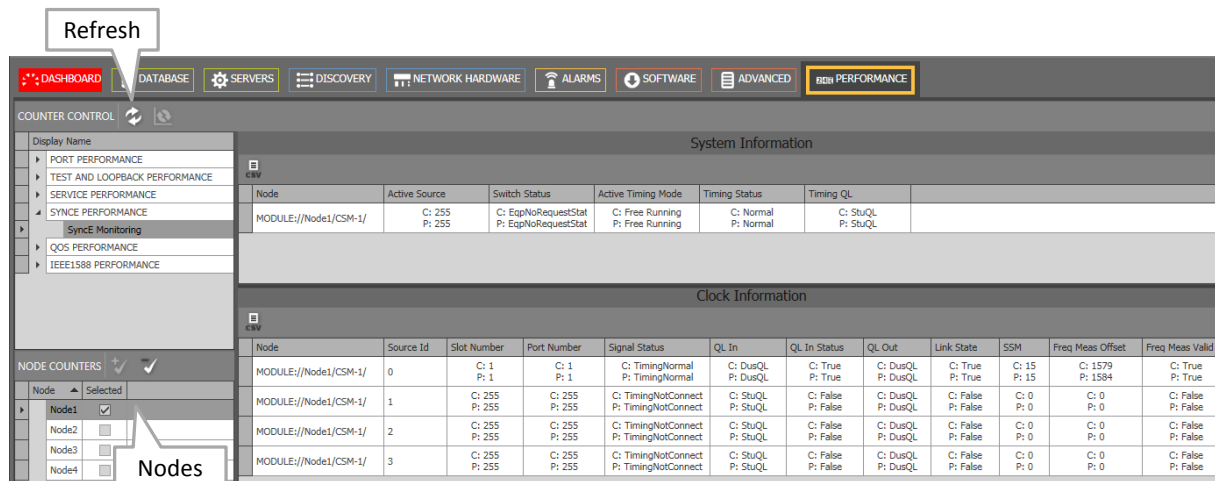 Refresh
DASHBOARD DATABASE SERVERS DISCOVERY NETWORK HARDWARE ALARMS SOFTWARE ADVANCED PERFORMANCE
COUNTER CONTROL
Display Name
PORT PERFORMANCE
TEST AND LOOPBACK PERFORMANCE
SERVICE PERFORMANCE
SYNCE PERFORMANCE
SyncE Monitoring
QOS PERFORMANCE
IEEE1588 PERFORMANCE
System Information
CSV
Node Active Source Switch Status Active Timing Mode Timing Status Timing QL
MODULE://Node1/CSM-1/
C: 255 C: EqpNoRequestStat C: Free Running C: Normal C: StuQL
P: 255 P: EqpNoRequestStat P: Free Running P: Normal P: StuQL
Clock Information
CSV
Node Source Id Slot Number Port Number Signal Status QL In QL In Status QL Out Link State SSM Freq Meas Offset Freq Meas Valid
MODULE://Node1/CSM-1/ 0
C: 1 C: 1 C: TimingNormal C: DusQL C: True C: DusQL C: True C: 15 C: 1579 C: True
P: 1 P: 1 P: TimingNormal P: DusQL P: True P: DusQL P: True P: 15 P: 1584 P: True
MODULE://Node1/CSM-1/ 1
C: 255 C: 255 C: TimingNotConnect C: StuQL C: False C: DusQL C: False C: 0 C: 0 C: False
P: 255 P: 255 P: TimingNotConnect P: StuQL P: False P: DusQL P: False P: 0 P: 0 P: False
MODULE://Node1/CSM-1/ 2
C: 255 C: 255 C: TimingNotConnect C: StuQL C: False C: DusQL C: False C: 0 C: 0 C: False
P: 255 P: 255 P: TimingNotConnect P: StuQL P: False P: DusQL P: False P: 0 P: 0 P: False
MODULE://Node1/CSM-1/ 3
C: 255 C: 255 C: TimingNotConnect C: StuQL C: False C: DusQL C: False C: 0 C: 0 C: False
P: 255 P: 255 P: TimingNotConnect P: StuQL P: False P: DusQL P: False P: 0 P: 0 P: False
NODE COUNTERS
Node Selected
Node1
Node2
Node3
Node4
Nodes